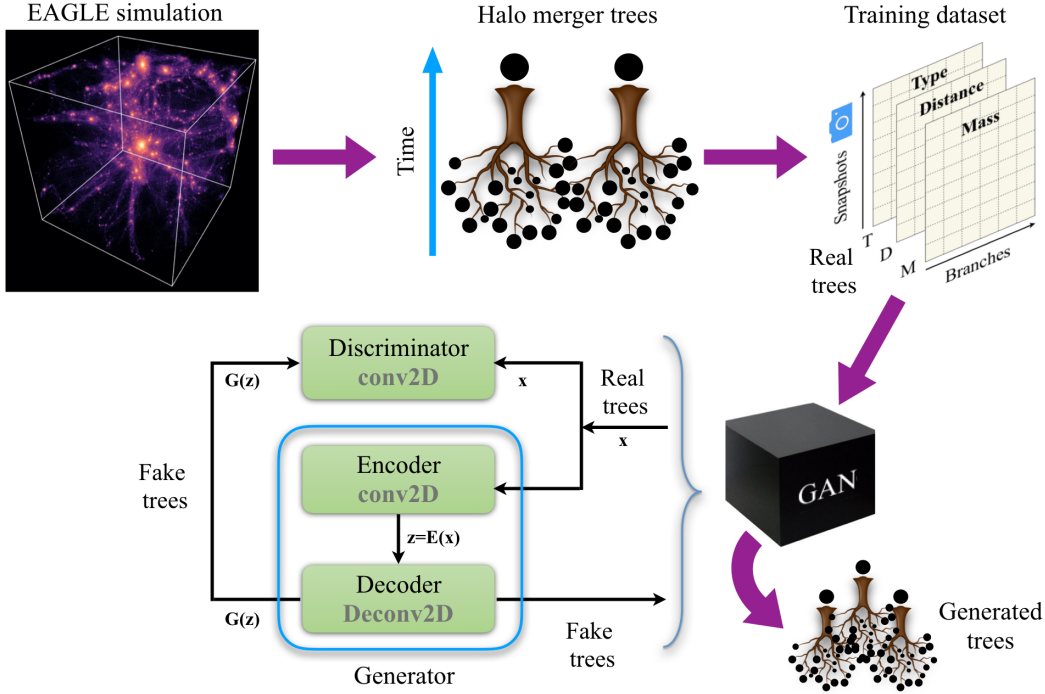 EAGLE simulation
Halo merger trees
Training dataset
Time
Snapshots
Type
Distance
Mass
T
D
M
Branches
Real
trees
Discriminator
conv2D
G(z)
x
Real
trees
x
Encoder
conv2D
Fake
trees
z=E(x)
Decoder
Deconv2D
G(z)
Fake
trees
Generator
GAN
Generated
trees